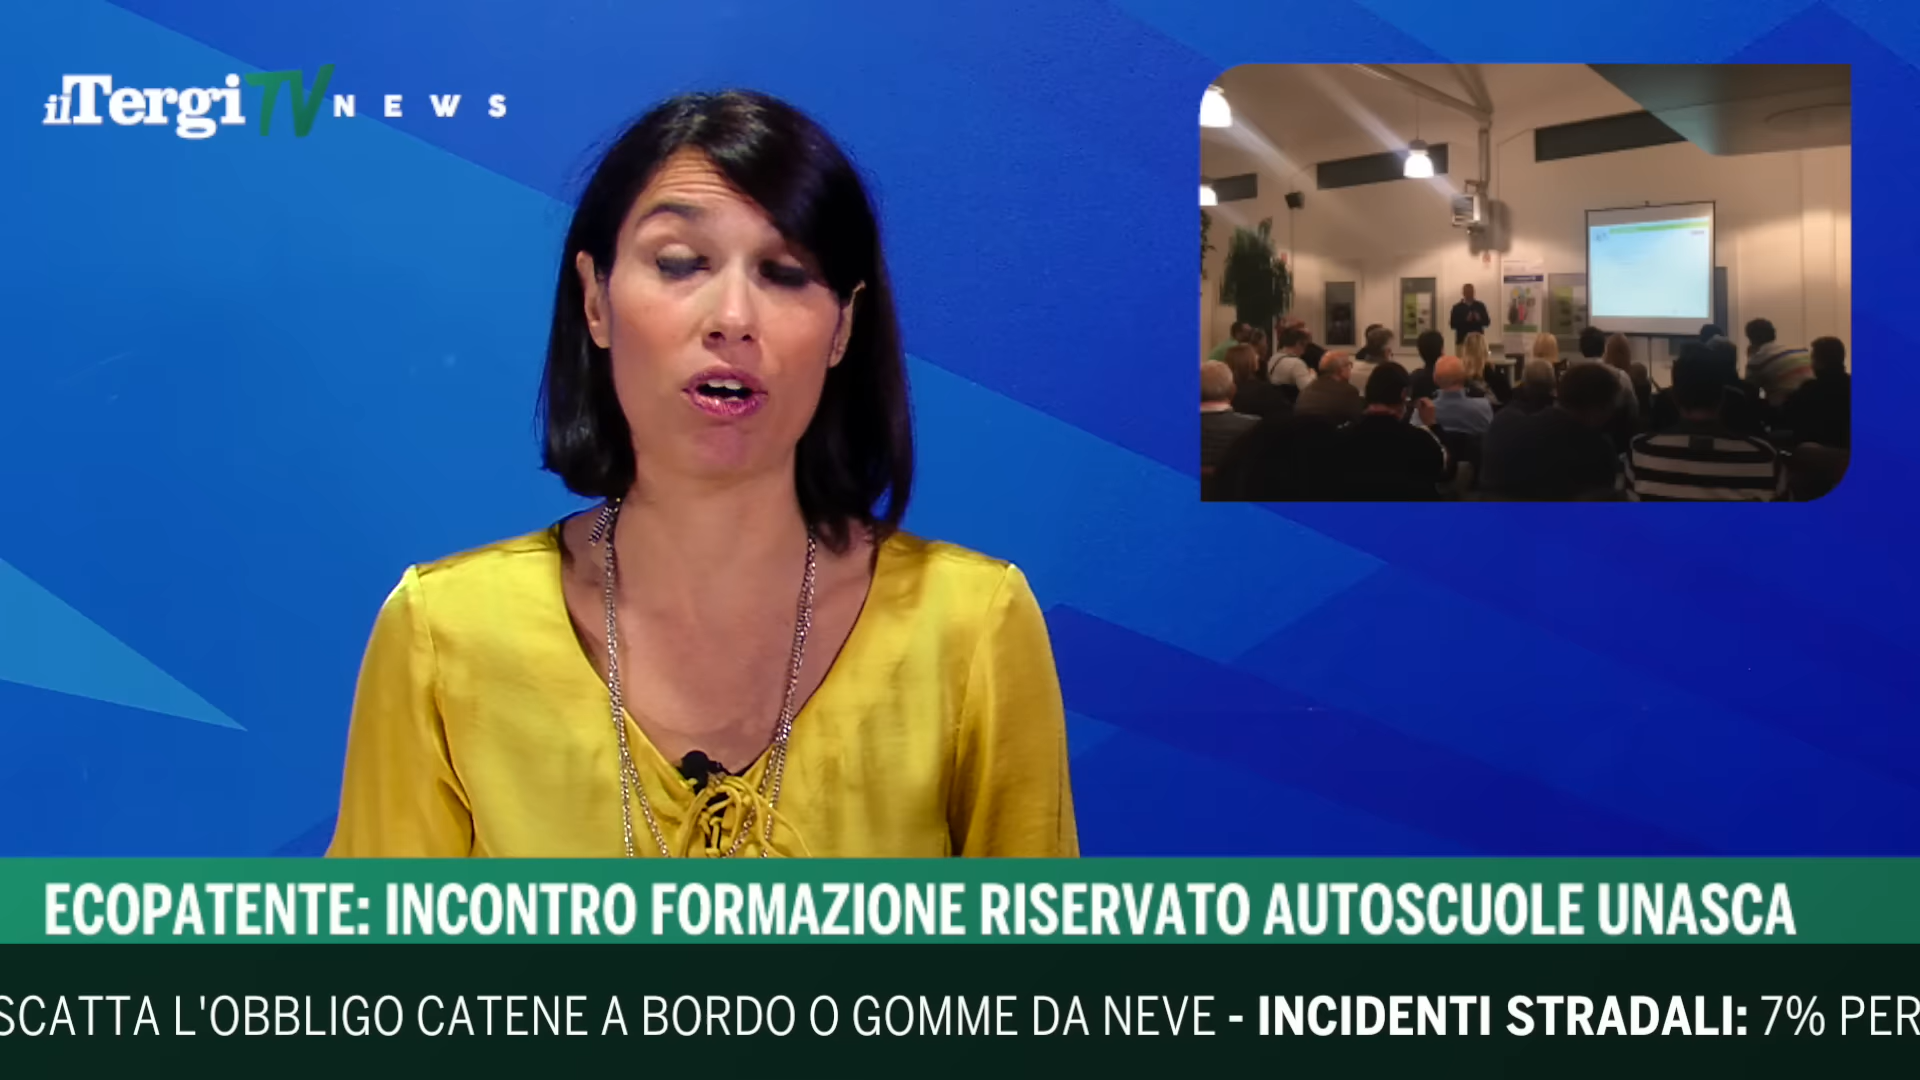 ilTergiTV NEWS
ECOPATENTE: INCONTRO FORMAZIONE RISERVATO AUTOSCUOLE UNASCA
SCATTA L'OBBLIGO CATENE A BORDO O GOMME DA NEVE - INCIDENTI STRADALI: 7% PER